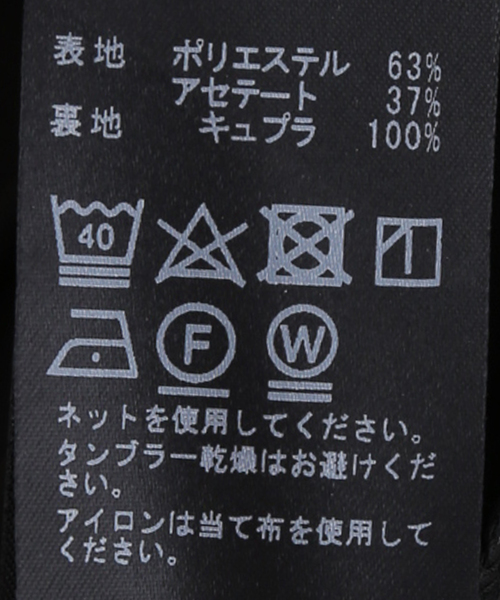 表地 ポリエステル 63%
アセテート 37%
裏地 キュプラ 100%
40
F W
ネットを使用してください。
タンブラー乾燥はお避けくだ
さい。
アイロンは当て布を使用して
ください。